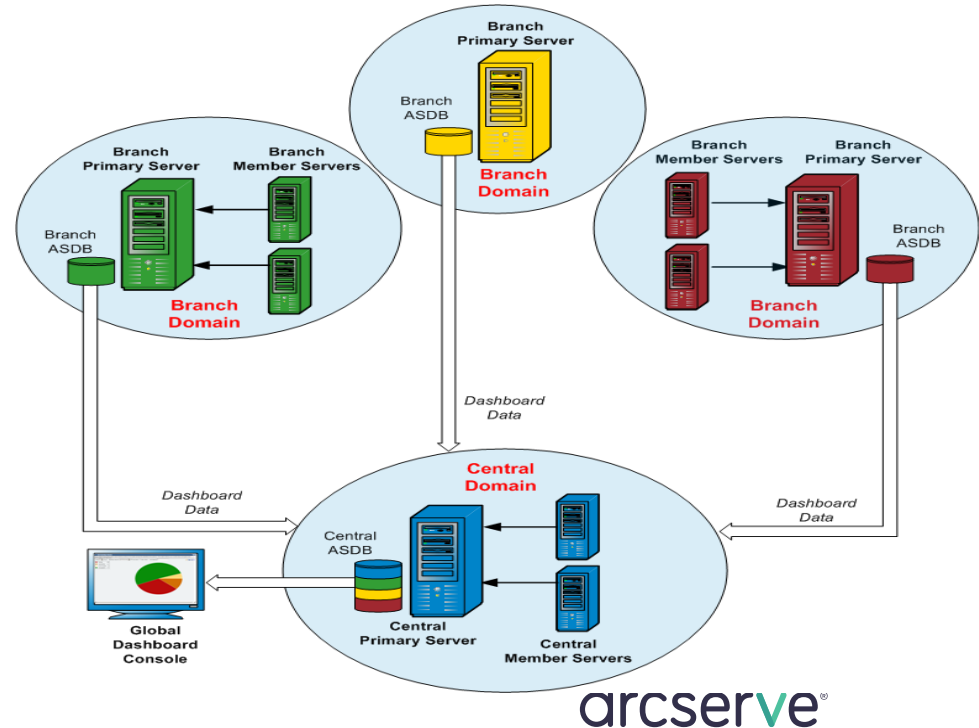 Branch
Primary Server
Branch
ASDB
Branch
Domain
Branch
Primary Server
Branch
Member Servers
Branch
ASDB
Branch
Domain
Branch
Member Servers
Branch
Primary Server
Branch
ASDB
Branch
Domain
Dashboard
Data
Dashboard
Data
Dashboard
Data
Central
Domain
Central
ASDB
Central
Primary Server
Central
Member Servers
Global
Dashboard
Console
arcserve®